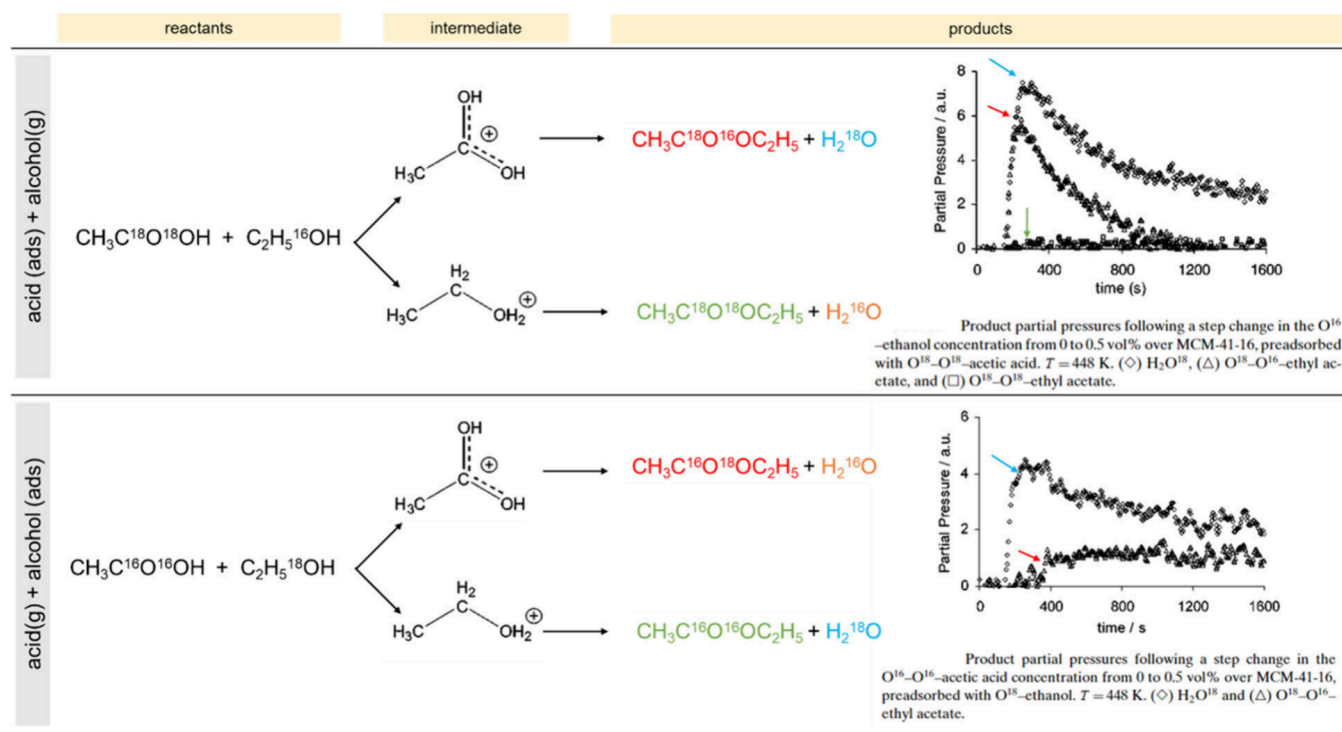 reactants intermediate products
acid (ads) + alcohol(g)
CH₃C¹⁸O¹⁸OH + C₂H₅¹⁶OH
OH
C
⊕
H₃C OH
CH₃C¹⁸O¹⁶OC₂H₅ + H₂¹⁸O
H₂
C
H₃C OH2 ⊕
CH₃C¹⁸O¹⁸OC₂H₅ + H₂¹⁶O
Partial Pressure / a.u.
8
6
4
2
0
0 400 800 1200 1600
time (s)
Product partial pressures following a step change in the O¹⁶
–ethanol concentration from 0 to 0.5 vol% over MCM-41-16, preadsorbed
with O¹⁸–O¹⁸–acetic acid. T = 448 K. (◇) H₂O¹⁸, (△) O¹⁸–O¹⁶–ethyl ac-
etate, and (□) O¹⁸–O¹⁸–ethyl acetate.
acid(g) + alcohol (ads)
CH₃C¹⁶O¹⁶OH + C₂H₅¹⁸OH
OH
C
⊕
H₃C OH
CH₃C¹⁶O¹⁸OC₂H₅ + H₂¹⁶O
H₂
C
H₃C OH2 ⊕
CH₃C¹⁶O¹⁶OC₂H₅ + H₂¹⁸O
Partial Pressure / a.u.
6
4
2
0
0 400 800 1200 1600
time / s
Product partial pressures following a step change in the
O¹⁶–O¹⁶–acetic acid concentration from 0 to 0.5 vol% over MCM-41-16,
preadsorbed with O¹⁸–ethanol. T = 448 K. (◇) H₂O¹⁸ and (△) O¹⁸–O¹⁶–
ethyl acetate.